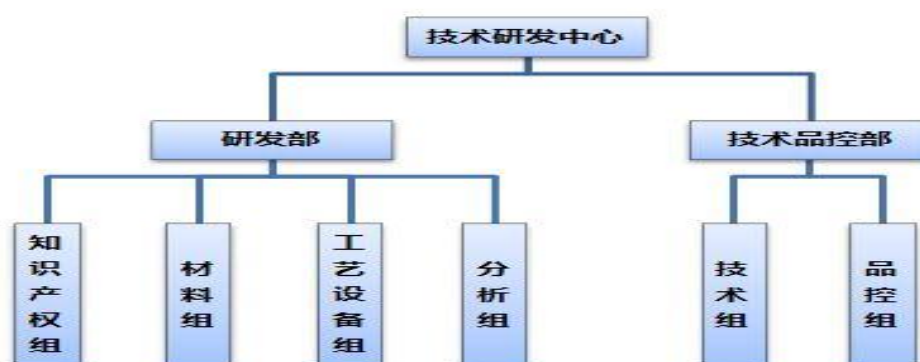 技术研发中心
研发部
技术品控部
知识产权组
材料组
工艺设备组
分析组
技术组
品控组